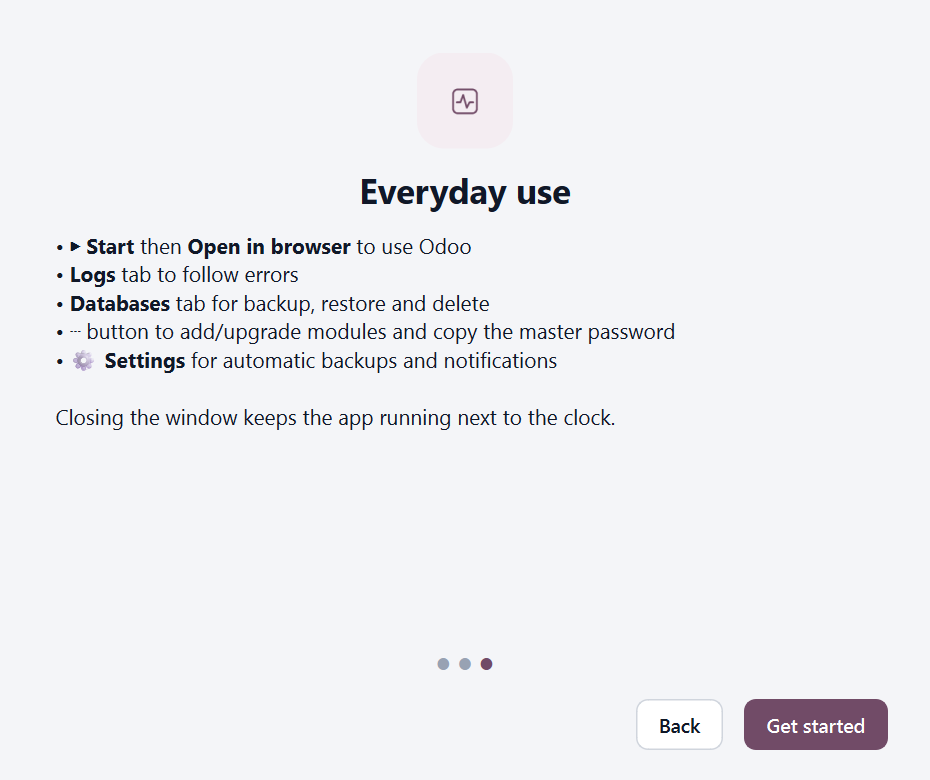 Everyday use
• ▶ Start then Open in browser to use Odoo
• Logs tab to follow errors
• Databases tab for backup, restore and delete
• ⋯ button to add/upgrade modules and copy the master password
• ⚙️ Settings for automatic backups and notifications
Closing the window keeps the app running next to the clock.
Back
Get started